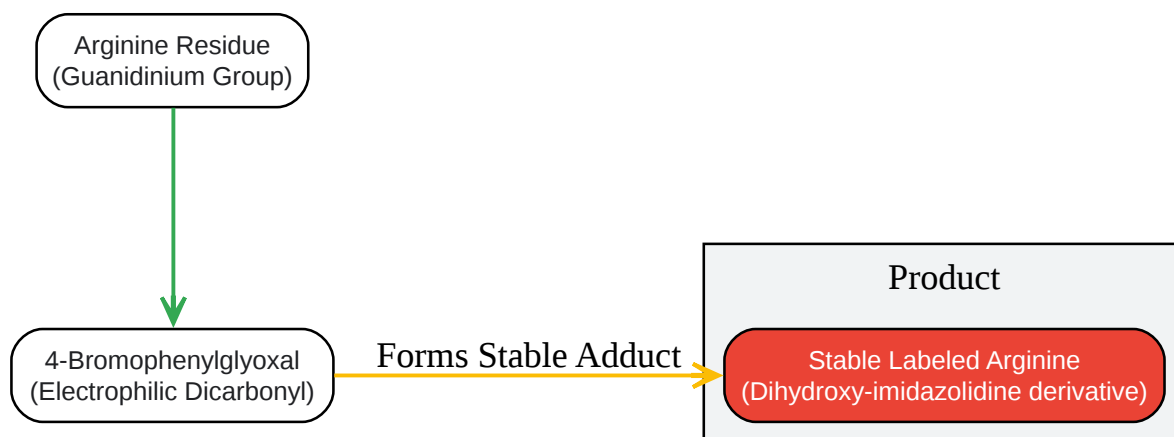 Arginine Residue
(Guanidinium Group)
4-Bromophenylglyoxal
(Electrophilic Dicarbonyl)
Forms Stable Adduct
Product
Stable Labeled Arginine
(Dihydroxy-imidazolidine derivative)